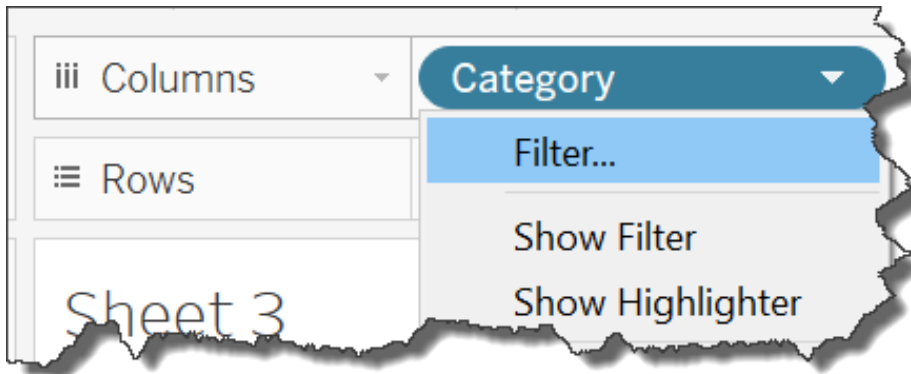 Columns
Category
Filter...
Rows
Show Filter
Show Highlighter
Sheet 3